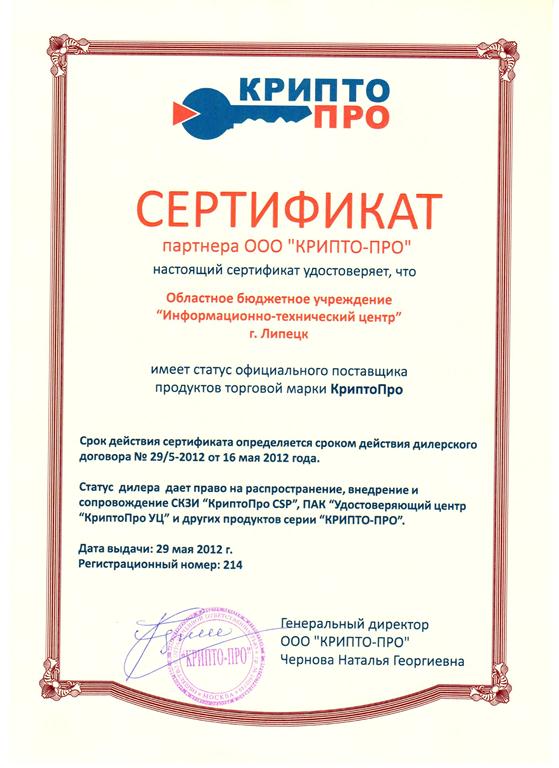 КРИПТО
ПРО
СЕРТИФИКАТ
партнера ООО "КРИПТО-ПРО"
настоящий сертификат удостоверяет, что
Областное бюджетное учреждение
“Информационно-технический центр”
г. Липецк
имеет статус официального поставщика
продуктов торговой марки КриптоПро
Срок действия сертификата определяется сроком действия дилерского
договора № 29/5-2012 от 16 мая 2012 года.
Статус дилера дает право на распространение, внедрение и
сопровождение СКЗИ “КриптоПро CSP”, ПАК “Удостоверяющий центр
“КриптоПро УЦ” и других продуктов серии “КРИПТО-ПРО”.
Дата выдачи: 29 мая 2012 г.
Регистрационный номер: 214
"КРИПТО-ПРО"
МОСКВА
Генеральный директор
ООО "КРИПТО-ПРО"
Чернова Наталья Георгиевна